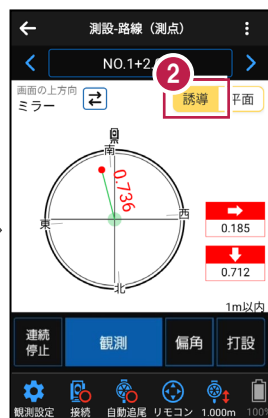 測設-路線（測点）
NO.1+2.
2
画面の上方向
ミラー
誘導
平面
南
0.736
東
西
北
0.185
0.712
1m以内
連続
停止
観測
偏角
打設
観測設定
接続
自動追尾
リモコン
1.000m
100%